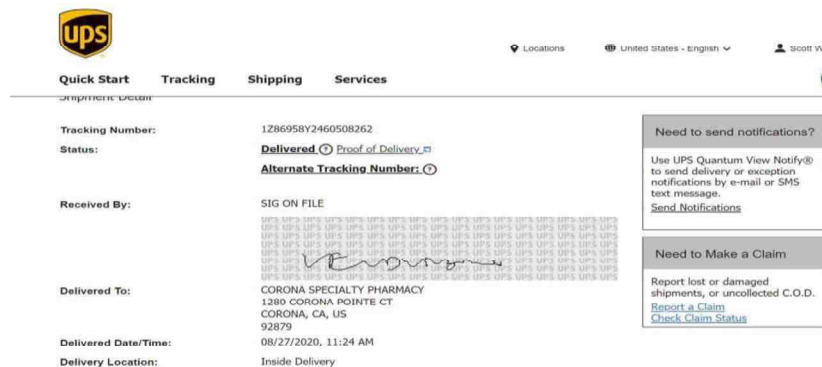 ups
Locations
United States - English
Scott W
Quick Start Tracking Shipping Services
Shipment Detail
Tracking Number: 1Z86958Y2460508262
Status: Delivered ? Proof of Delivery
Alternate Tracking Number: ?
Received By: SIG ON FILE
Delivered To: CORONA SPECIALTY PHARMACY
1280 CORONA POINTE CT
CORONA, CA, US
92879
Delivered Date/Time: 08/27/2020, 11:24 AM
Delivery Location: Inside Delivery
Need to send notifications?
Use UPS Quantum View Notify®
to send delivery or exception
notifications by e-mail or SMS
text message.
Send Notifications
Need to Make a Claim
Report lost or damaged
shipments, or uncollected C.O.D.
Report a Claim
Check Claim Status